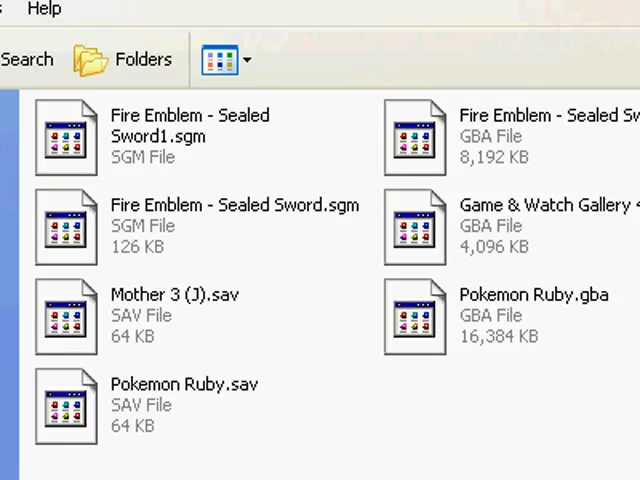 Help
Search
Folders
Fire Emblem - Sealed
Sword1.sgm
SGM File
Fire Emblem - Sealed
GBA File
8,192 KB
Fire Emblem - Sealed Sword.sgm
SGM File
126 KB
Game & Watch Gallery
GBA File
4,096 KB
Mother 3 (J).sav
SAV File
64 KB
Pokemon Ruby.gba
GBA File
16,384 KB
Pokemon Ruby.sav
SAV File
64 KB